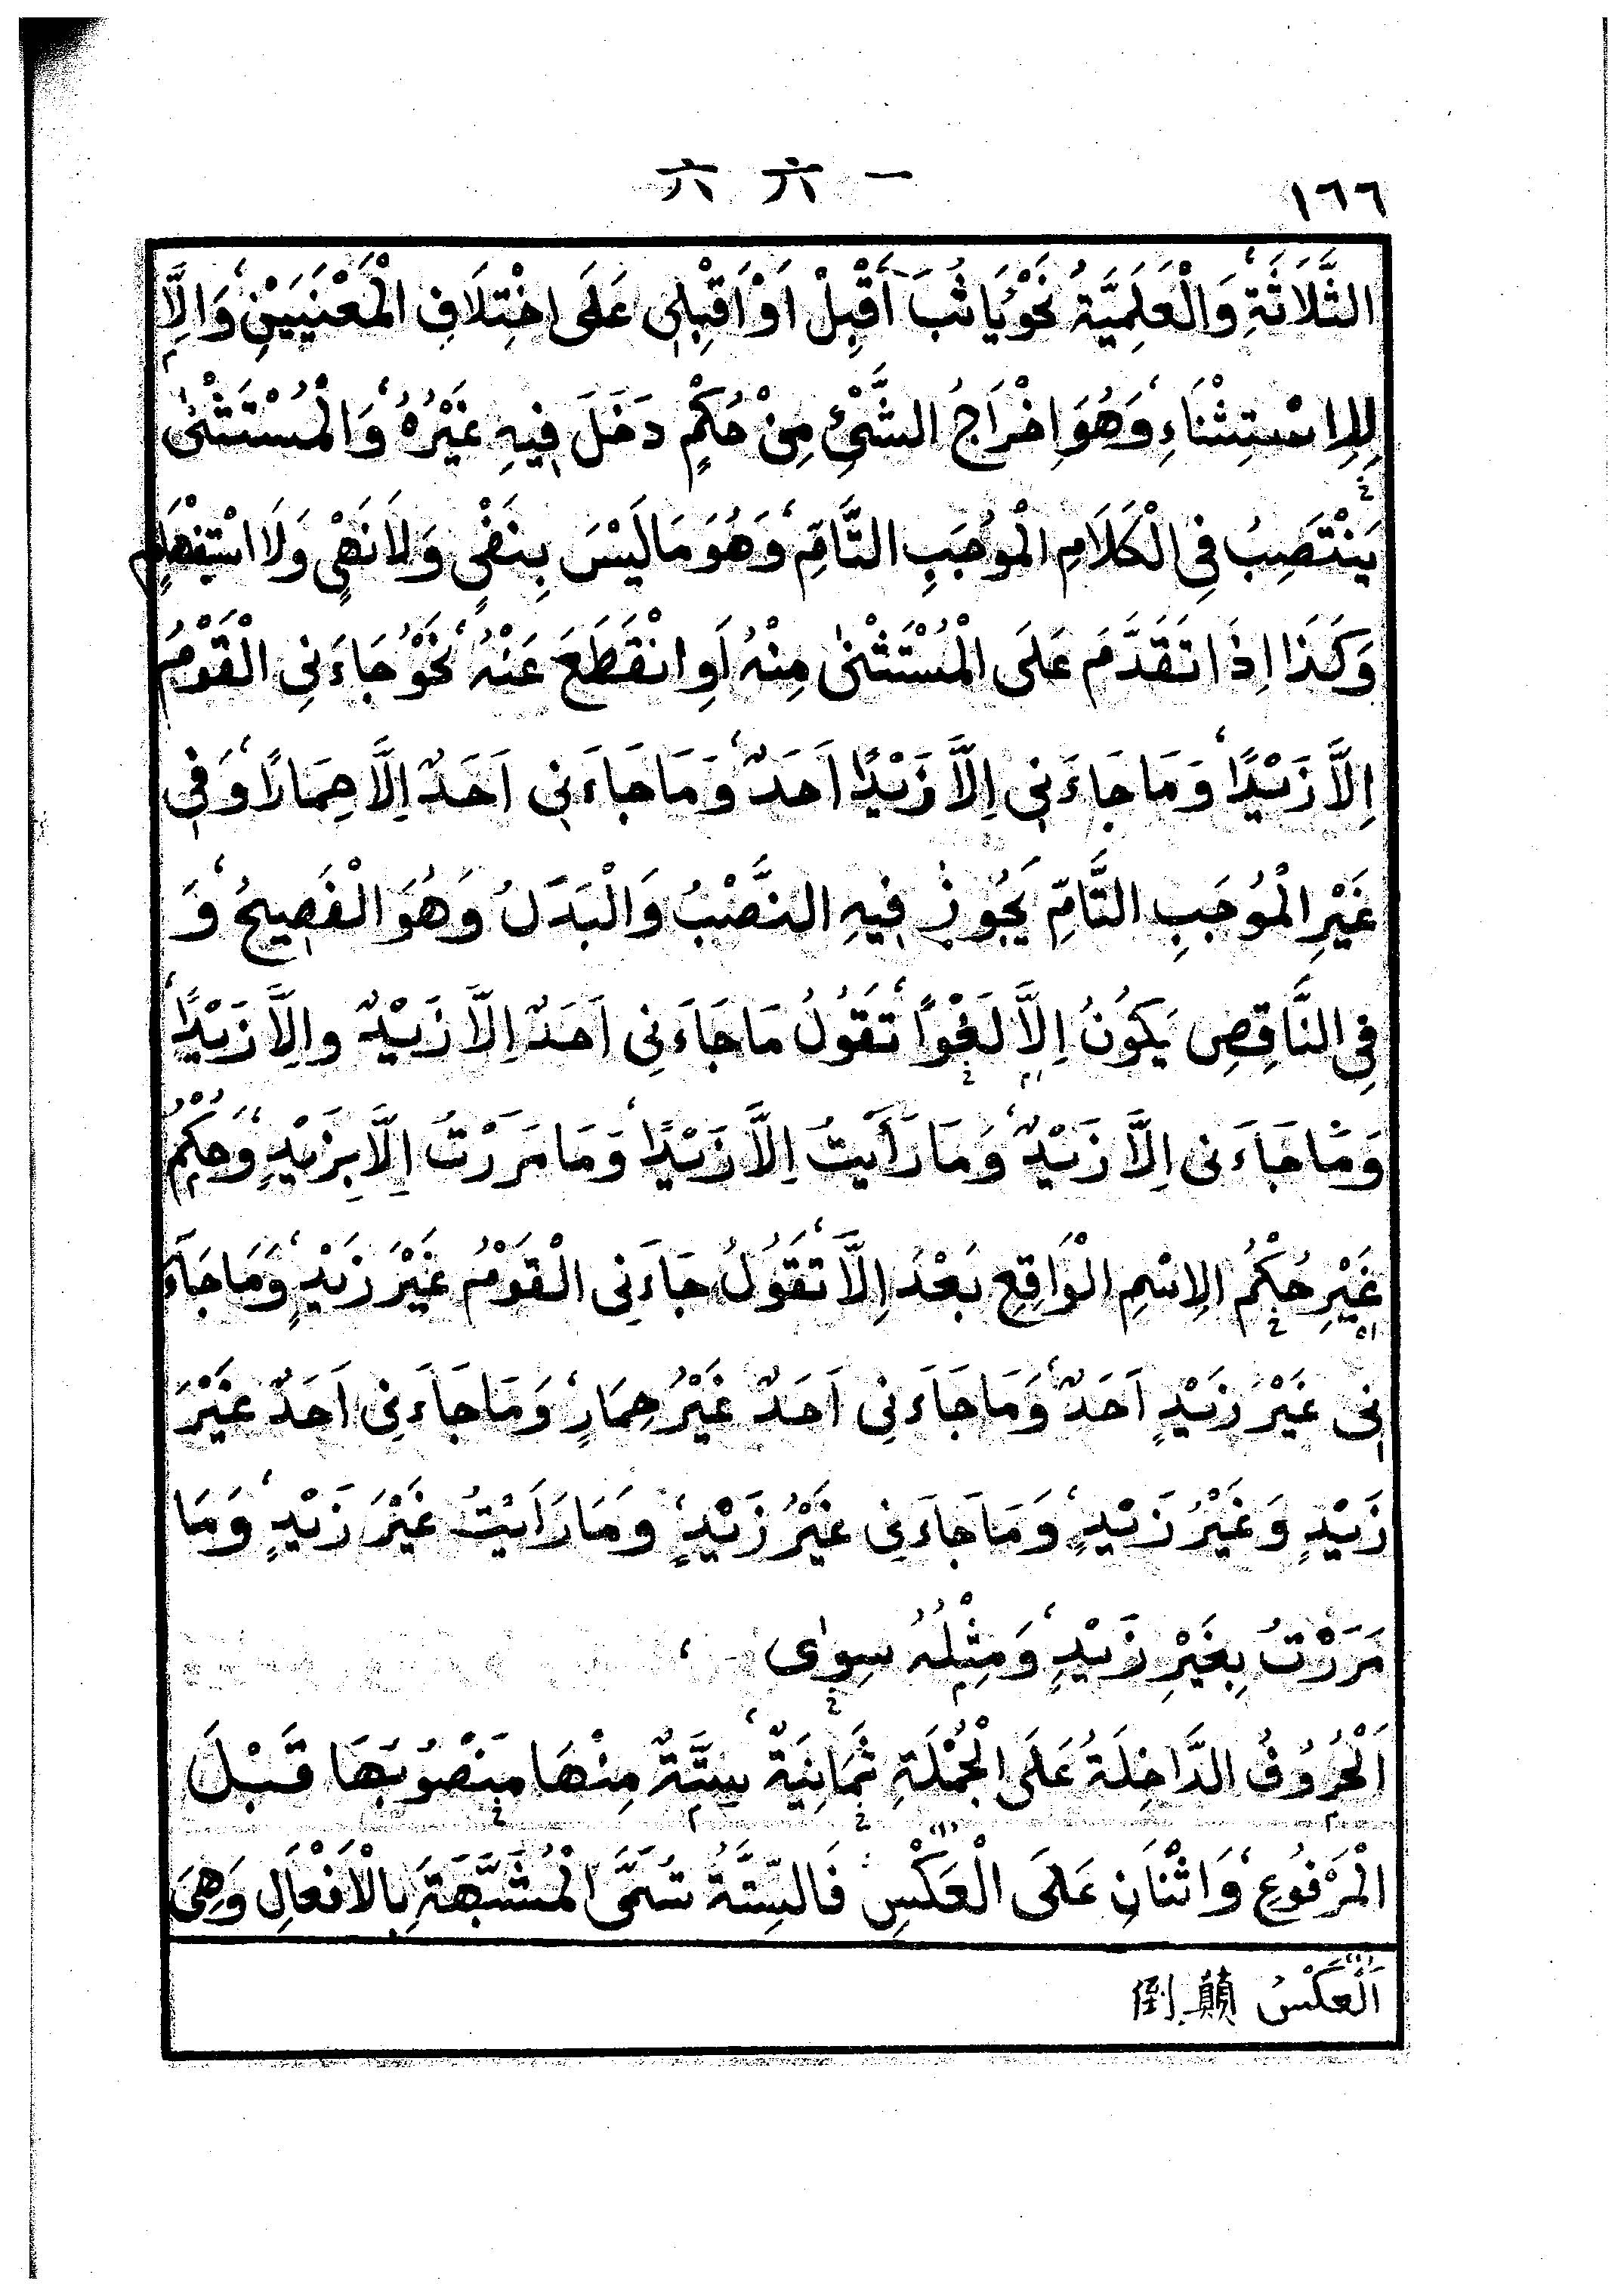 ١٦٦ 一 六 六
الثَّلَاثَةِ، وَالْعَلَمِيَّةُ نَحْوُ يَا ثُبَ أَقْبِلْ اَوْ اَقْبِلِى عَلَى اخْتِلَافِ الْمَعْنَيَيْنِ، وَاِلَّا
لِلِاسْتِثْنَاءِ، وَهُوَ اِخْرَاجُ الشَّيْئِ مِنْ حُكْمٍ دَخَلَ فِيهِ غَيْرُهُ، وَالْمُسْتَثْنٰى
يَنْتَصِبُ فِى الْكَلَامِ الْمُوجَبِ التَّامِّ، وَهُوَ مَا لَيْسَ بِنَفْىٍ وَلَا نَهْىٍ وَلَا اسْتِفْهَامٍ
وَكَذَا اِذَا تَقَدَّمَ عَلَى الْمُسْتَثْنٰى مِنْهُ اَوِ انْقَطَعَ عَنْهُ، نَحْوُ جَاءَنِى الْقَوْمُ
اِلَّا زَيْدًا، وَمَا جَاءَنِى اِلَّا زَيْدًا اَحَدٌ، وَمَا جَاءَنِى اَحَدٌ اِلَّا حِمَارًا، وَفِى
غَيْرِ الْمُوجَبِ التَّامِّ يَجُوزُ فِيهِ النَّصْبُ وَالْبَدَلُ وَهُوَ الْفَصِيحُ، وَ
فِى النَّاقِصِ يَكُونُ اِلَّا لَغْوًا، تَقُولُ مَا جَاءَنِى اَحَدٌ اِلَّا زَيْدٌ وَاِلَّا زَيْدًا،
وَمَا جَاءَنِى اِلَّا زَيْدٌ، وَمَا رَأَيْتُ اِلَّا زَيْدًا، وَمَا مَرَرْتُ اِلَّا بِزَيْدٍ، وَحُكْمُ
غَيْرِ حُكْمُ الِاسْمِ الْوَاقِعِ بَعْدَ اِلَّا، تَقُولُ جَاءَنِى الْقَوْمُ غَيْرَ زَيْدٍ، وَمَا جَاءَ
نِى غَيْرَ زَيْدٍ اَحَدٌ، وَمَا جَاءَنِى اَحَدٌ غَيْرُ حِمَارٍ، وَمَا جَاءَنِى اَحَدٌ غَيْرَ
زَيْدٍ وَغَيْرُ زَيْدٍ، وَمَا جَاءَنِى غَيْرُ زَيْدٍ، وَمَا رَاَيْتُ غَيْرَ زَيْدٍ، وَمَا
مَرَرْتُ بِغَيْرِ زَيْدٍ، وَمِثْلُهُ سِوٰى،
اَلْحُرُوفُ الدَّاخِلَةُ عَلَى الْجُمْلَةِ ثَمَانِيَةٌ، سِتَّةٌ مِنْهَا مَنْصُوبُهَا قَبْلَ
الْمَرْفُوعِ، وَاثْنَانِ عَلَى الْعَكْسِ (١) فَالسِّتَّةُ تُسَمَّى الْمُشَبَّهَةَ بِالْاَفْعَالِ وَهِىَ
(١) اَلْعَكْسُ 顛倒